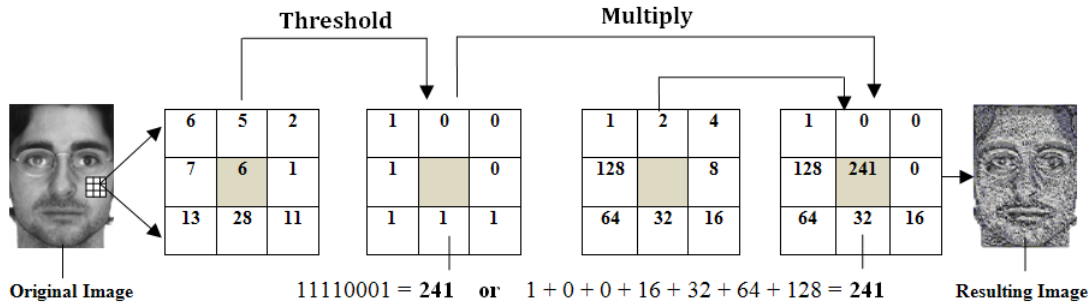 Threshold Multiply
6 5 2 1 0 0 1 2 4 1 0 0
7 6 1 1 0 128 8 128 241 0
13 28 11 1 1 1 64 32 16 64 32 16
Original Image 11110001 = 241 or 1 + 0 + 0 + 16 + 32 + 64 + 128 = 241 Resulting Image